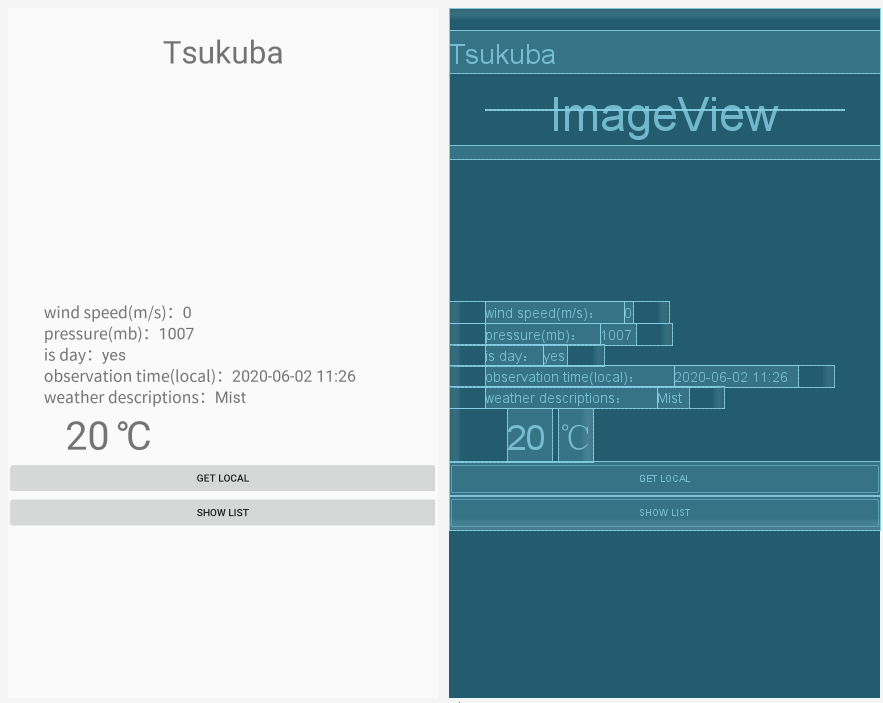 Tsukuba
wind speed(m/s)： 0
pressure(mb)： 1007
is day： yes
observation time(local)： 2020-06-02 11:26
weather descriptions： Mist
20 ℃
GET LOCAL
SHOW LIST
Tsukuba
ImageView
wind speed(m/s)： 0
pressure(mb)： 1007
is day： yes
observation time(local)： 2020-06-02 11:26
weather descriptions： Mist
20 ℃
GET LOCAL
SHOW LIST